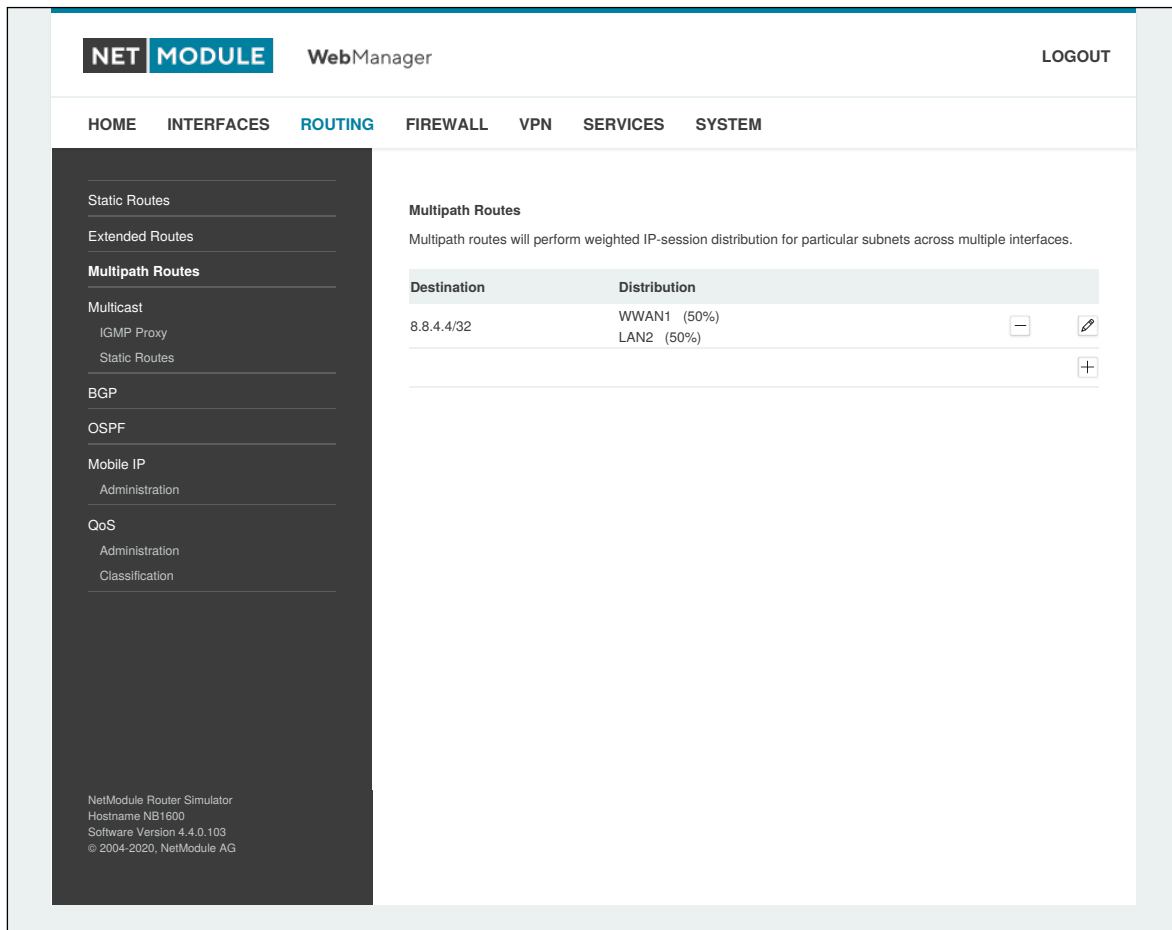 NET MODULE WebManager LOGOUT
HOME INTERFACES ROUTING FIREWALL VPN SERVICES SYSTEM
Static Routes
Extended Routes
Multipath Routes
Multicast
IGMP Proxy
Static Routes
BGP
OSPF
Mobile IP
Administration
QoS
Administration
Classification
NetModule Router Simulator
Hostname NB1600
Software Version 4.4.0.103
© 2004-2020, NetModule AG
Multipath Routes
Multipath routes will perform weighted IP-session distribution for particular subnets across multiple interfaces.
Destination Distribution
8.8.4.4/32 WWAN1 (50%)
LAN2 (50%)